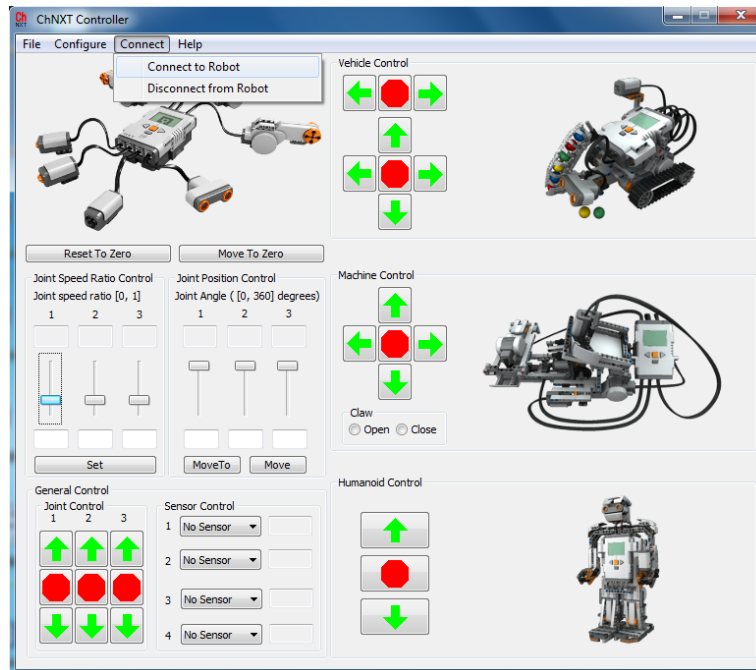 Ch
NXT
ChNXT Controller
File Configure Connect Help
Connect to Robot
Disconnect from Robot
Reset To Zero
Move To Zero
Joint Speed Ratio Control
Joint speed ratio [0, 1]
1 2 3
Set
Joint Position Control
Joint Angle ( [0, 360] degrees)
1 2 3
MoveTo
Move
General Control
Joint Control
1 2 3
Sensor Control
1 No Sensor
2 No Sensor
3 No Sensor
4 No Sensor
Vehicle Control
Machine Control
Claw
Open Close
Humanoid Control